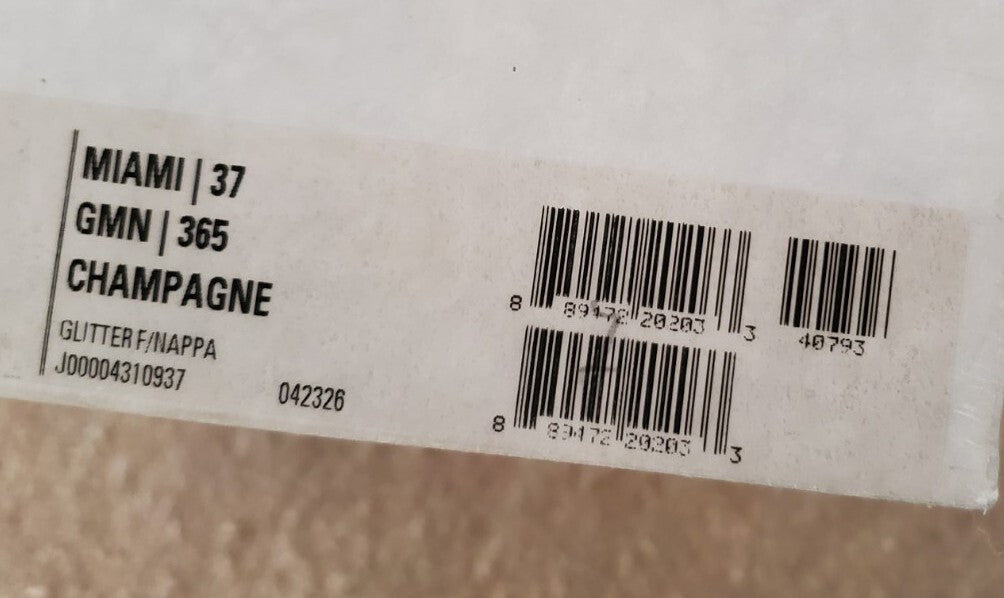 MIAMI | 37
GMN | 365
CHAMPAGNE
GLITTER F/NAPPA
J00004310937
042326
8 89472 20203 3
40793
8 89472 20203 3